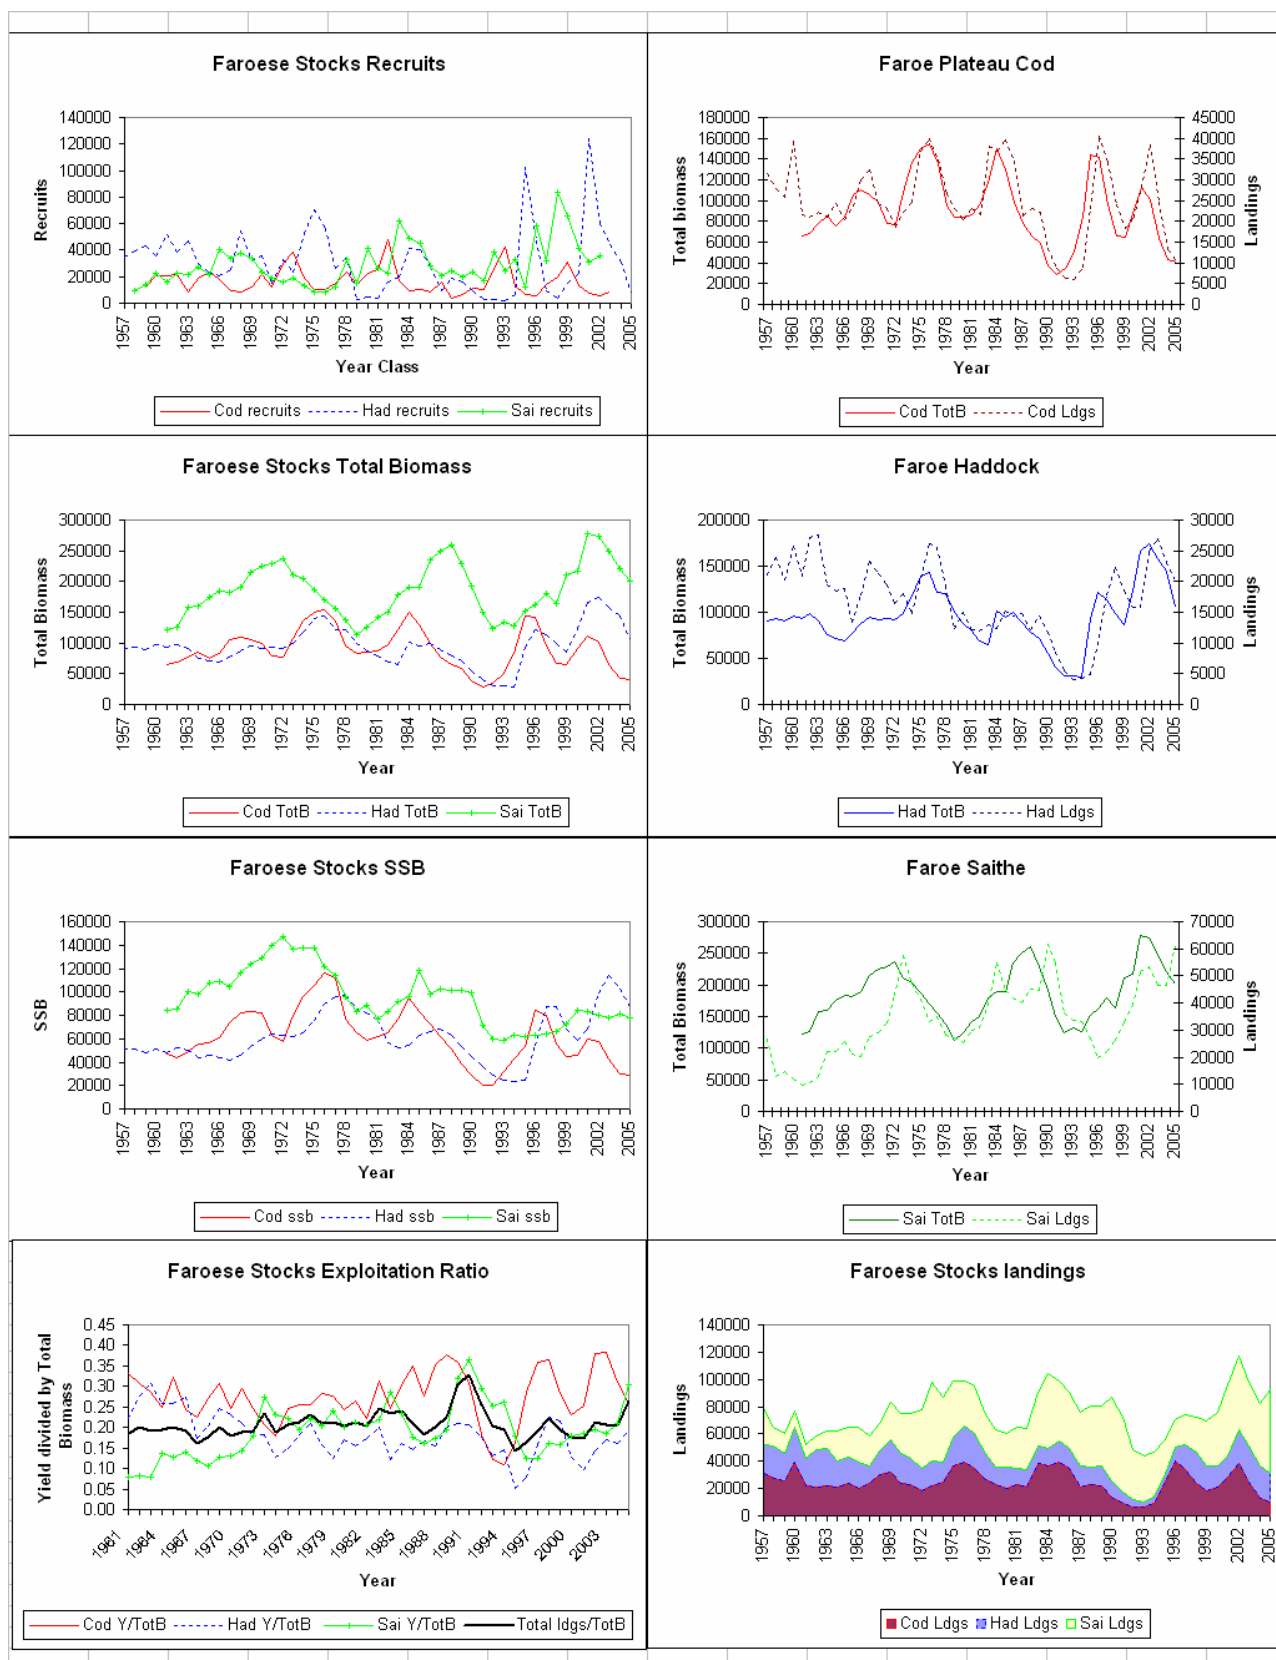 Faroese Stocks Recruits
Recruits
140000
120000
100000
80000
60000
40000
20000
0
1957 1960 1963 1966 1969 1972 1975 1978 1981 1984 1987 1990 1993 1996 1999 2002 2005
Year Class
Cod recruits Had recruits Sai recruits
Faroe Plateau Cod
Total biomass
180000
160000
140000
120000
100000
80000
60000
40000
20000
0
45000
40000
35000
30000
25000
20000
15000
10000
5000
0
Landings
1957 1960 1963 1966 1969 1972 1975 1978 1981 1984 1987 1990 1993 1996 1999 2002 2005
Year
Cod TotB Cod Ldgs
Faroese Stocks Total Biomass
Total Biomass
300000
250000
200000
150000
100000
50000
0
1957 1960 1963 1966 1969 1972 1975 1978 1981 1984 1987 1990 1993 1996 1999 2002 2005
Year
Cod TotB Had TotB Sai TotB
Faroe Haddock
Total Biomass
200000
150000
100000
50000
0
30000
25000
20000
15000
10000
5000
0
Landings
1957 1960 1963 1966 1969 1972 1975 1978 1981 1984 1987 1990 1993 1996 1999 2002 2005
Year
Had TotB Had Ldgs
Faroese Stocks SSB
SSB
160000
140000
120000
100000
80000
60000
40000
20000
0
1957 1960 1963 1966 1969 1972 1975 1978 1981 1984 1987 1990 1993 1996 1999 2002 2005
Year
Cod ssb Had ssb Sai ssb
Faroe Saithe
Total Biomass
300000
250000
200000
150000
100000
50000
0
70000
60000
50000
40000
30000
20000
10000
0
Landings
1957 1960 1963 1966 1969 1972 1975 1978 1981 1984 1987 1990 1993 1996 1999 2002 2005
Year
Sai TotB Sai Ldgs
Faroese Stocks Exploitation Ratio
Yield divided by Total
Biomass
0.45
0.40
0.35
0.30
0.25
0.20
0.15
0.10
0.05
0.00
1961 1964 1967 1970 1973 1976 1979 1982 1985 1988 1991 1994 1997 2000 2003
Year
Cod Y/TotB Had Y/TotB Sai Y/TotB Total ldgs/TotB
Faroese Stocks landings
Landings
140000
120000
100000
80000
60000
40000
20000
0
1957 1960 1963 1966 1969 1972 1975 1978 1981 1984 1987 1990 1993 1996 1999 2002 2005
Year
Cod Ldgs Had Ldgs Sai Ldgs